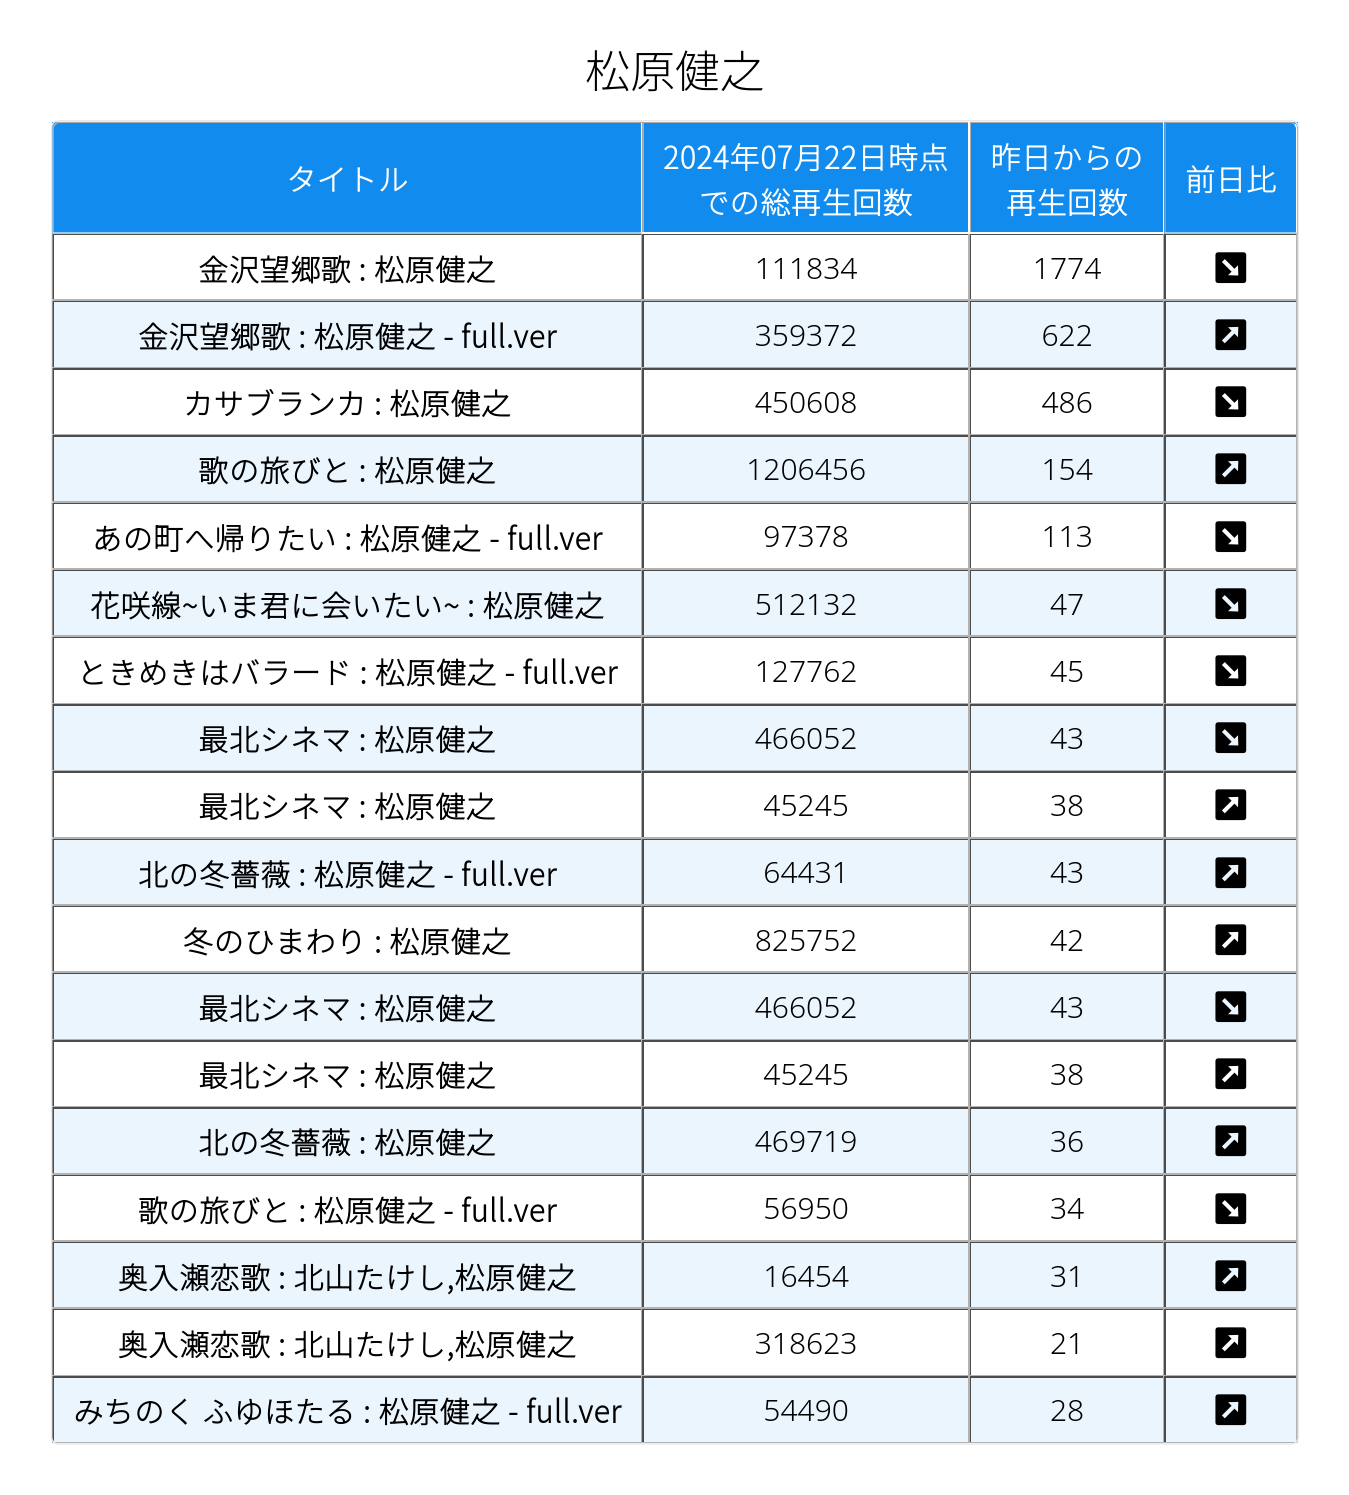 松原健之
タイトル
2024年07月22日時点
での総再生回数
昨日からの
再生回数
前日比
金沢望郷歌 : 松原健之 111834 1774 ↘
金沢望郷歌 : 松原健之 - full.ver 359372 622 ↗
カサブランカ : 松原健之 450608 486 ↘
歌の旅びと : 松原健之 1206456 154 ↗
あの町へ帰りたい : 松原健之 - full.ver 97378 113 ↘
花咲線~いま君に会いたい~ : 松原健之 512132 47 ↘
ときめきはバラード : 松原健之 - full.ver 127762 45 ↘
最北シネマ : 松原健之 466052 43 ↘
最北シネマ : 松原健之 45245 38 ↗
北の冬薔薇 : 松原健之 - full.ver 64431 43 ↗
冬のひまわり : 松原健之 825752 42 ↗
最北シネマ : 松原健之 466052 43 ↘
最北シネマ : 松原健之 45245 38 ↗
北の冬薔薇 : 松原健之 469719 36 ↗
歌の旅びと : 松原健之 - full.ver 56950 34 ↘
奥入瀬恋歌 : 北山たけし,松原健之 16454 31 ↗
奥入瀬恋歌 : 北山たけし,松原健之 318623 21 ↗
みちのく ふゆほたる : 松原健之 - full.ver 54490 28 ↗